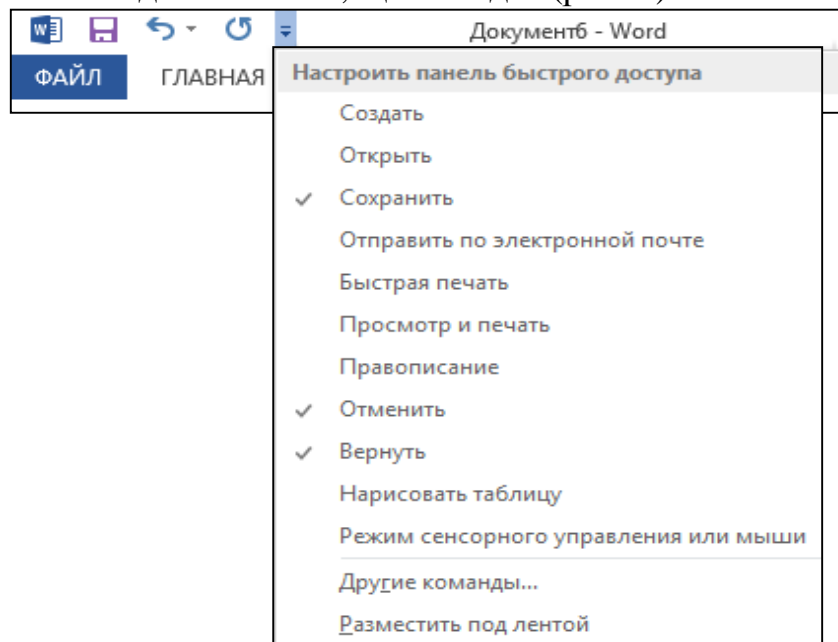 Документ6 - Word
ФАЙЛ ГЛАВНАЯ
Настроить панель быстрого доступа
Создать
Открыть
Сохранить
Отправить по электронной почте
Быстрая печать
Просмотр и печать
Правописание
Отменить
Вернуть
Нарисовать таблицу
Режим сенсорного управления или мыши
Другие команды...
Разместить под лентой